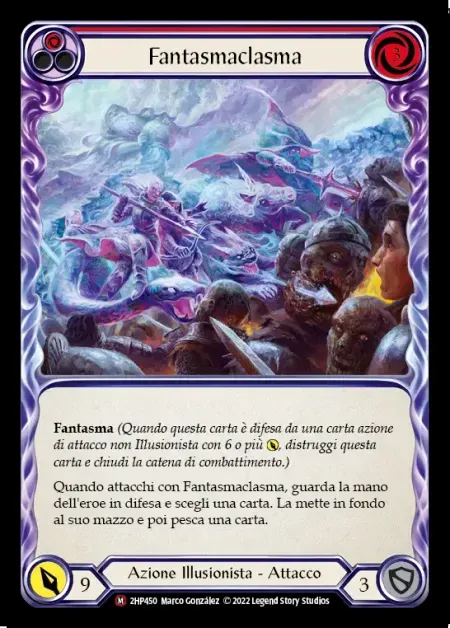 Fantasmaclasma
3
Fantasma (Quando questa carta è difesa da una carta azione
di attacco non Illusionista con 6 o più , distruggi questa
carta e chiudi la catena di combattimento.)
Quando attacchi con Fantasmaclasma, guarda la mano
dell'eroe in difesa e scegli una carta. La mette in fondo
al suo mazzo e poi pesca una carta.
9
Azione Illusionista - Attacco
3
M 2HP450 Marco González © 2022 Legend Story Studios